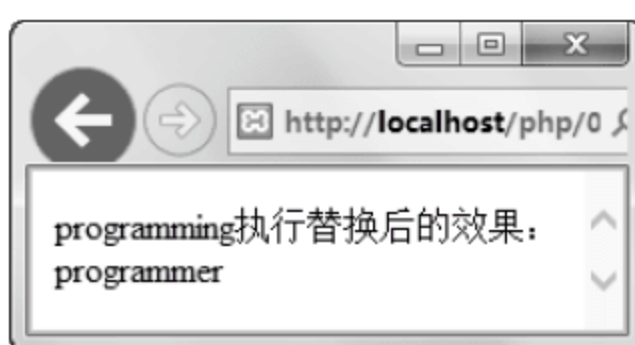 http://localhost/php/0
programming执行替换后的效果：
programmer